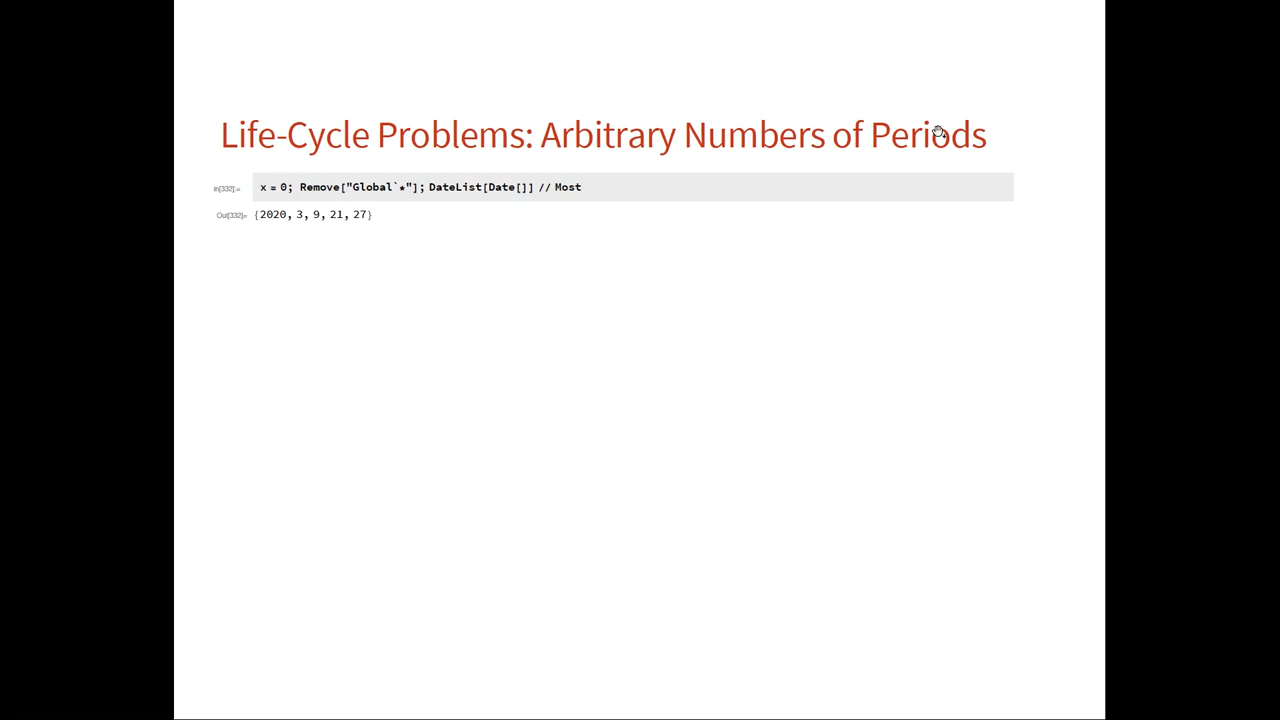 Life-Cycle Problems: Arbitrary Numbers of Periods
In[332]:= x = 0; Remove["Global`*"]; DateList[Date[]] // Most
Out[332]= {2020, 3, 9, 21, 27}